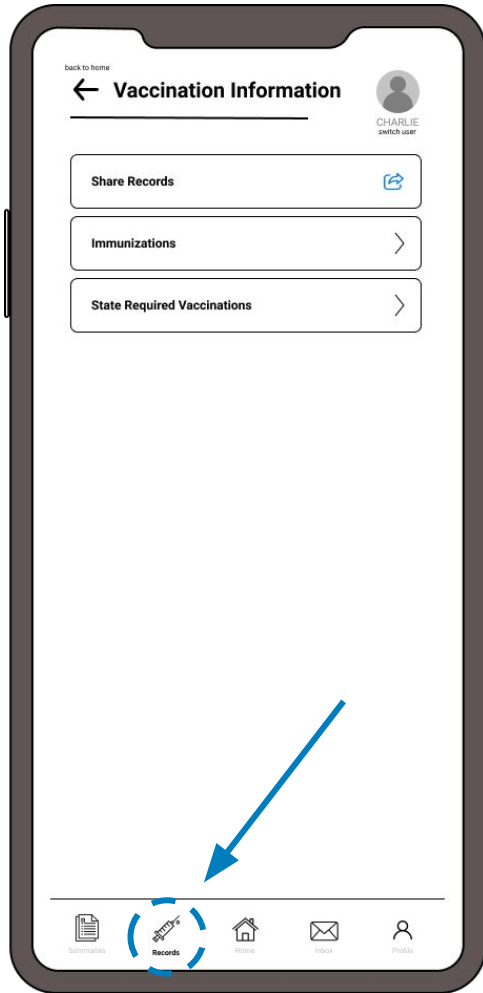 back to home
Vaccination Information
CHARLIE
switch user
Share Records
Immunizations
State Required Vaccinations
Summaries
Records
Home
Inbox
Profile